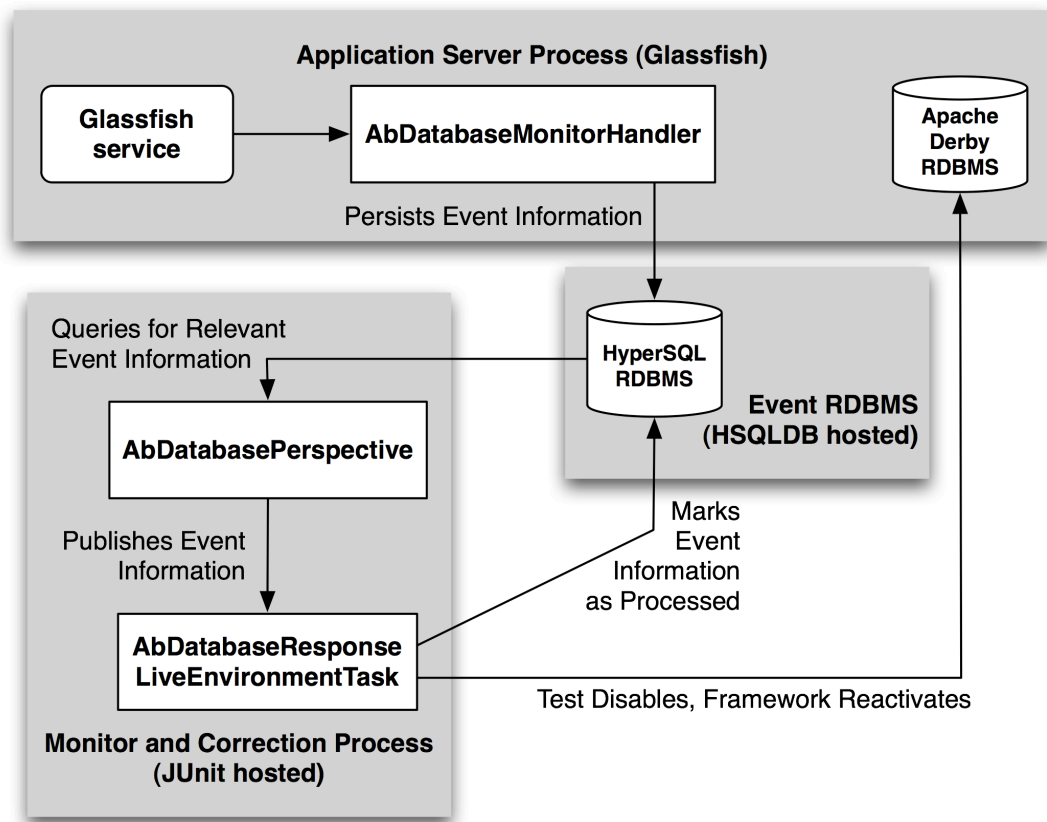 Application Server Process (Glassfish)
Glassfish
service
AbDatabaseMonitorHandler
Apache
Derby
RDBMS
Persists Event Information
Queries for Relevant
Event Information
HyperSQL
RDBMS
Event RDBMS
(HSQLDB hosted)
AbDatabasePerspective
Publishes Event
Information
Marks
Event
Information
as Processed
AbDatabaseResponse
LiveEnvironmentTask
Test Disables, Framework Reactivates
Monitor and Correction Process
(JUnit hosted)